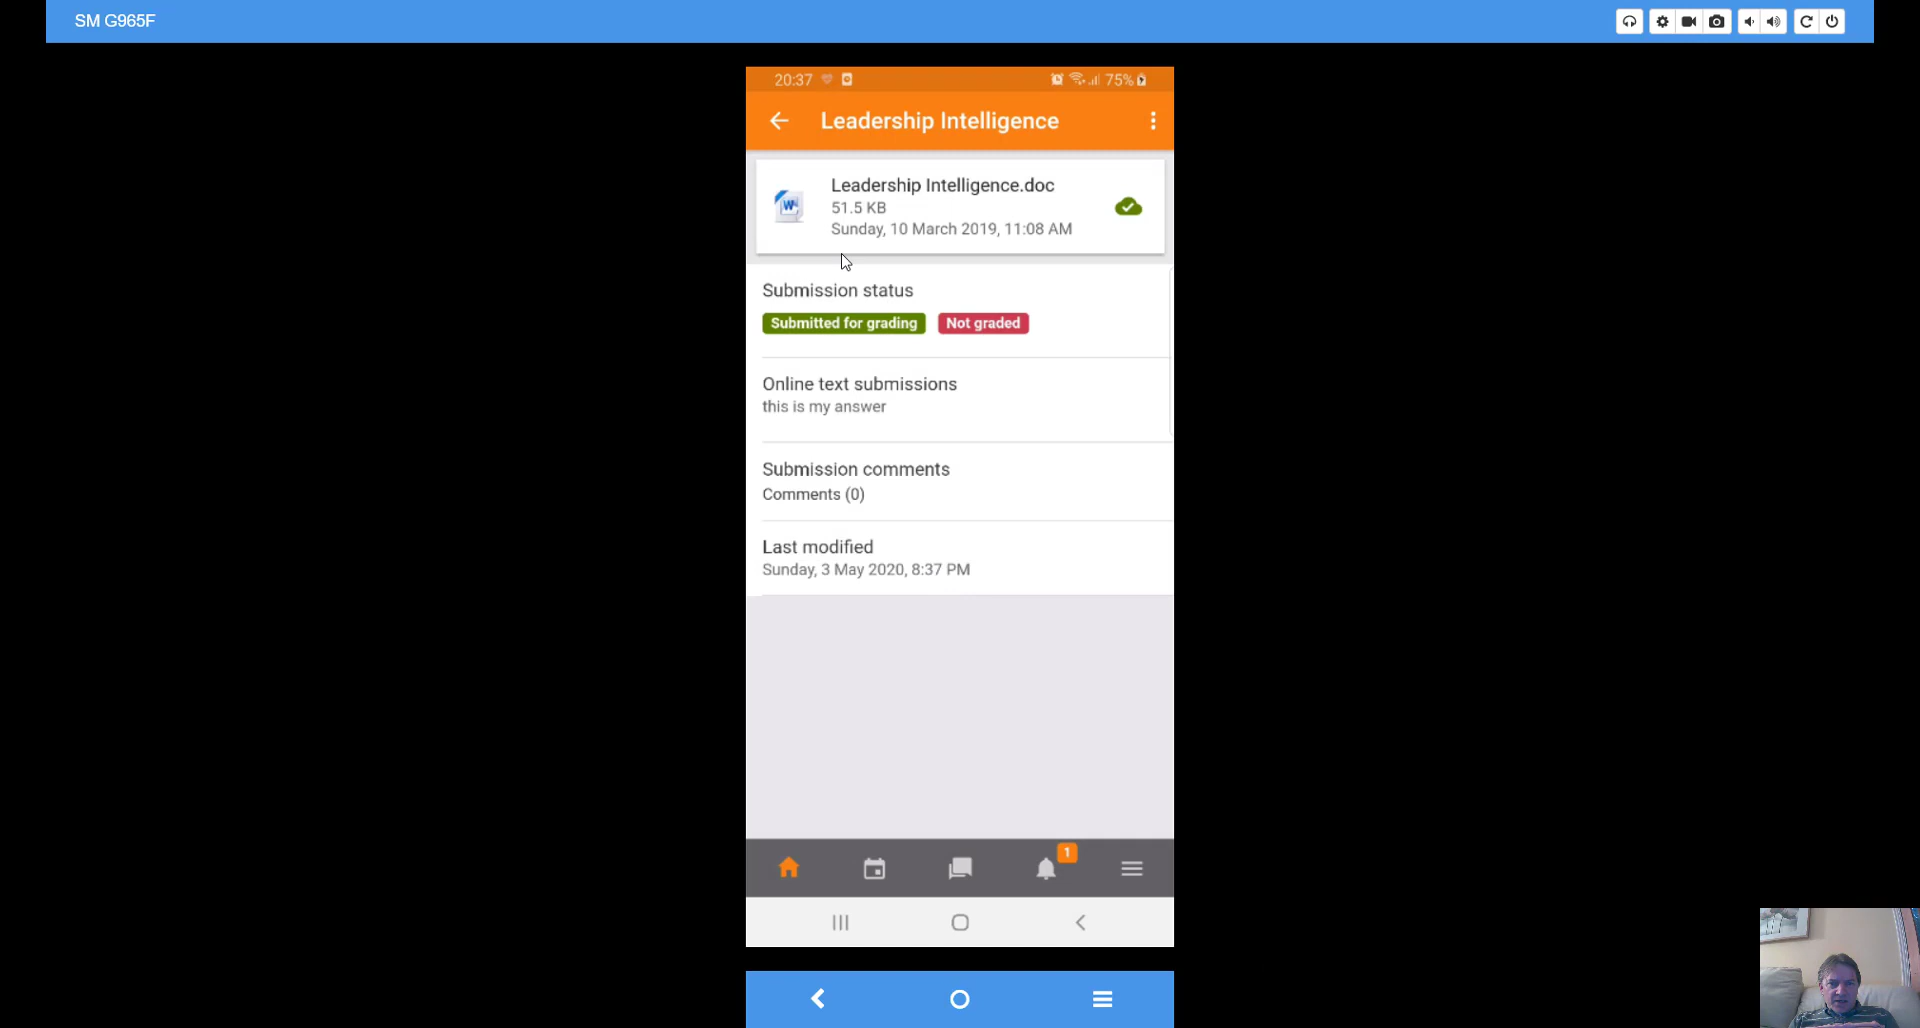 SM G965F
20:37
75%
Leadership Intelligence
Leadership Intelligence.doc
51.5 KB
Sunday, 10 March 2019, 11:08 AM
Submission status
Submitted for grading Not graded
Online text submissions
this is my answer
Submission comments
Comments (0)
Last modified
Sunday, 3 May 2020, 8:37 PM
1